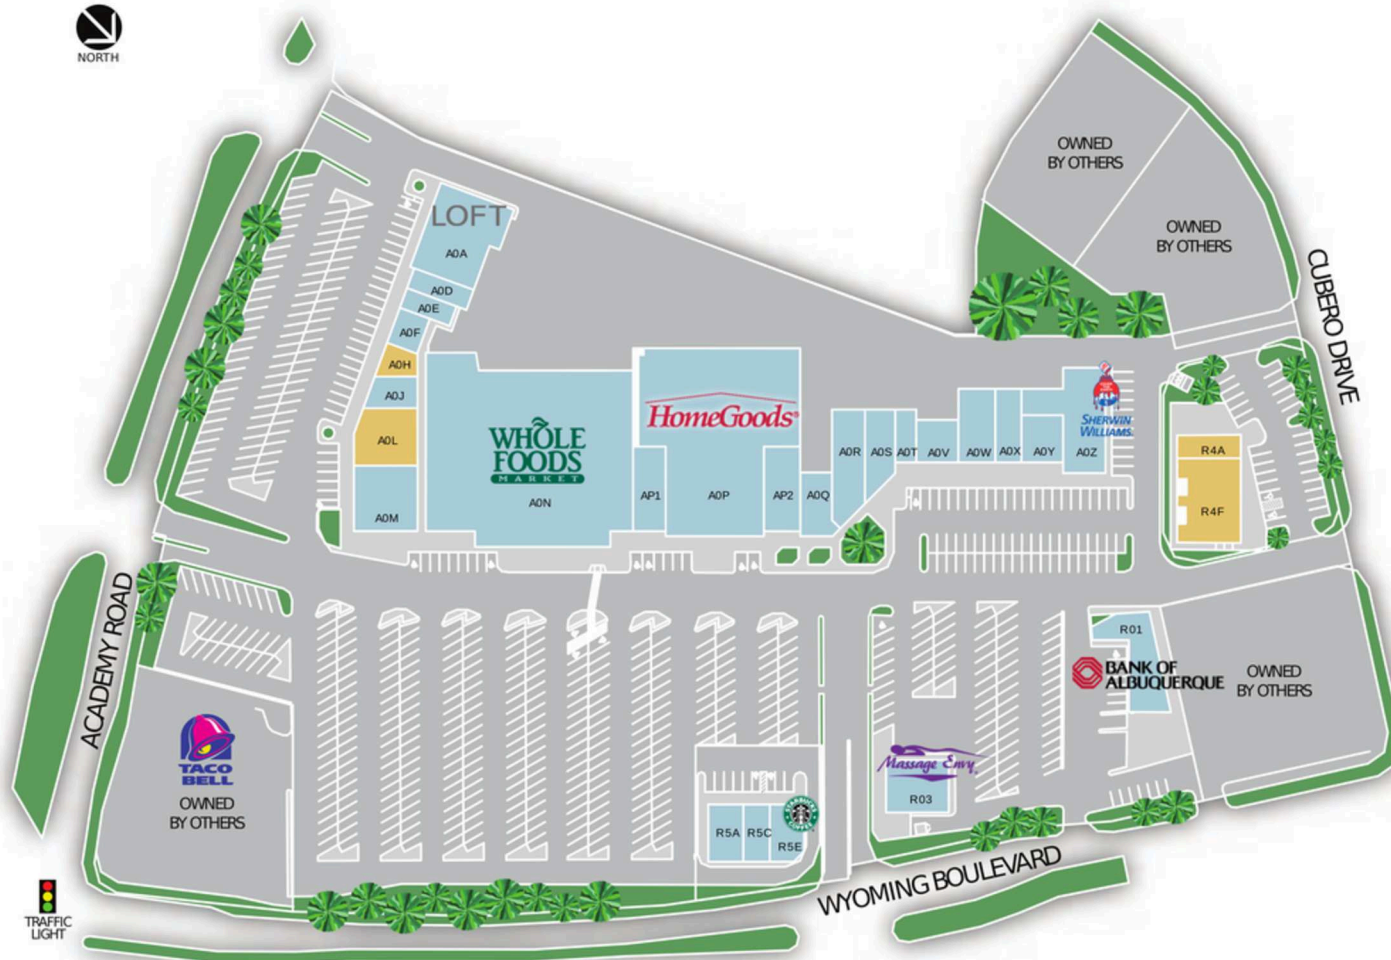 NORTH
OWNED
BY OTHERS
OWNED
BY OTHERS
CUBERO DRIVE
LOFT
A0A
A0D
A0E
A0F
A0H
A0J
A0L
A0M
WHOLE
FOODS
MARKET
A0N
HomeGoods
AP1
A0P
AP2
A0Q
A0R
A0S
A0T
A0V
A0W
A0X
A0Y
SHERWIN
WILLIAMS.
A0Z
R4A
R4F
ACADEMY ROAD
TACO
BELL
OWNED
BY OTHERS
R01
BANK OF
ALBUQUERQUE
OWNED
BY OTHERS
Massage Envy
R03
R5A
R5C
R5E
STARBUCKS
COFFEE
WYOMING BOULEVARD
TRAFFIC
LIGHT